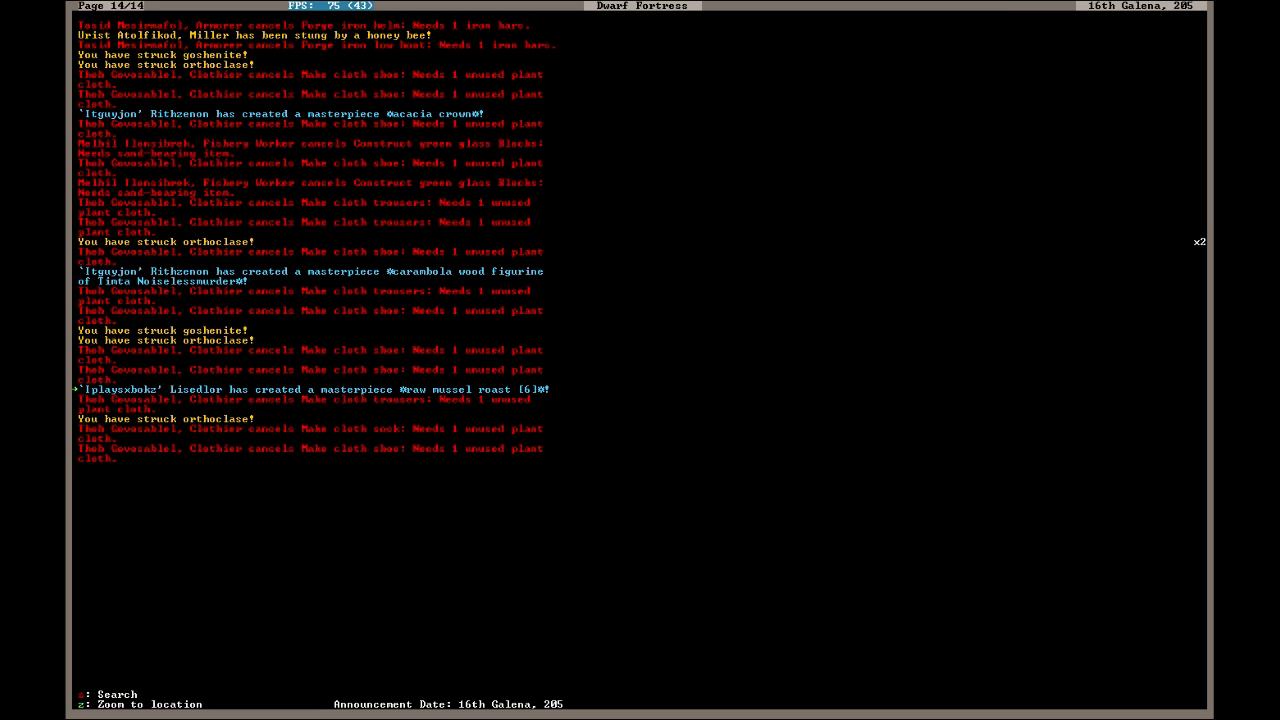 Page 14/14 FPS: 75 (43) Dwarf Fortress 16th Galena, 205
Tosid Mesirmafol, Armorer cancels Forge iron helm: Needs 1 iron bars.
Urist Atolfikod, Miller has been stung by a honey bee!
Tosid Mesirmafol, Armorer cancels Forge iron low boot: Needs 1 iron bars.
You have struck goshenite!
You have struck orthoclase!
Thob Govosablel, Clothier cancels Make cloth shoe: Needs 1 unused plant
cloth.
Thob Govosablel, Clothier cancels Make cloth shoe: Needs 1 unused plant
cloth.
`Itguyjon' Rithzenon has created a masterpiece ☼acacia crown☼!
Thob Govosablel, Clothier cancels Make cloth shoe: Needs 1 unused plant
cloth.
Fishery Worker cancels Construct green glass Blocks:
Needs sand-bearing item.
Thob Govosablel, Clothier cancels Make cloth shoe: Needs 1 unused plant
cloth.
Fishery Worker cancels Construct green glass Blocks:
Needs sand-bearing item.
Thob Govosablel, Clothier cancels Make cloth trousers: Needs 1 unused
plant cloth.
Thob Govosablel, Clothier cancels Make cloth trousers: Needs 1 unused
plant cloth.
You have struck orthoclase! x2
Thob Govosablel, Clothier cancels Make cloth shoe: Needs 1 unused plant
cloth.
`Itguyjon' Rithzenon has created a masterpiece ☼carambola wood figurine
of Timta Noiselessmurder☼!
Thob Govosablel, Clothier cancels Make cloth trousers: Needs 1 unused
plant cloth.
Thob Govosablel, Clothier cancels Make cloth shoe: Needs 1 unused plant
cloth.
You have struck goshenite!
You have struck orthoclase!
Thob Govosablel, Clothier cancels Make cloth shoe: Needs 1 unused plant
cloth.
Thob Govosablel, Clothier cancels Make cloth shoe: Needs 1 unused plant
cloth.
→`Iplaysxbokz' Lisedlor has created a masterpiece ☼raw mussel roast [6]☼!
Thob Govosablel, Clothier cancels Make cloth trousers: Needs 1 unused
plant cloth.
You have struck orthoclase!
Thob Govosablel, Clothier cancels Make cloth sock: Needs 1 unused plant
cloth.
Thob Govosablel, Clothier cancels Make cloth shoe: Needs 1 unused plant
cloth.
s: Search
z: Zoom to location Announcement Date: 16th Galena, 205